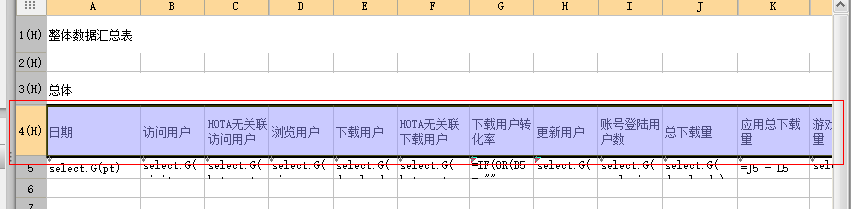 A B C D E F G H I J K
1(H) 整体数据汇总表
2(H)
3(H) 总体
4(H) 日期 访问用户 HOTA无关联访问用户 浏览用户 下载用户 HOTA无关联下载用户 下载用户转化率 更新用户 账号登陆用户数 总下载量 应用总下载量 游戏 量
5 select.G(pt) select.G( select.G( select.G( select.G( select.G( =IF(OR(D5 select.G( select.G( select.G( =J5 - L5
6